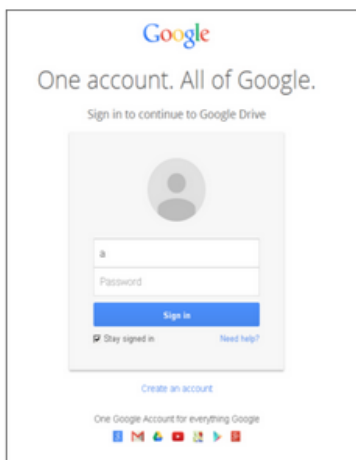 Google
One account. All of Google.
Sign in to continue to Google Drive
a
Password
Sign in
Stay signed in Need help?
Create an account
One Google Account for everything Google